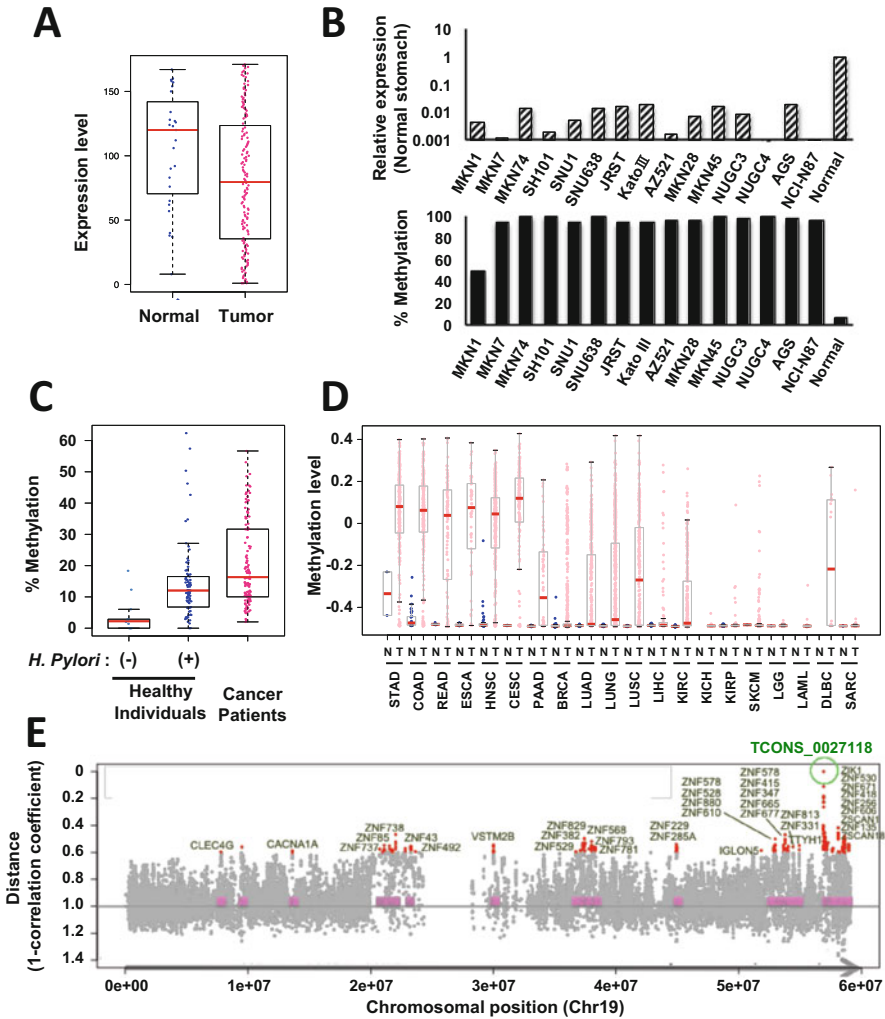 A
Expression level
150
100
50
0
Normal
Tumor
B
Relative expression
(Normal stomach)
10
1
0.1
0.01
0.001
MKN1
MKN7
MKN74
SH101
SNU1
SNU638
JRST
KatoⅢ
AZ521
MKN28
MKN45
NUGC3
NUGC4
AGS
NCI-N87
Normal
% Methylation
100
80
60
40
20
0
MKN1
MKN7
MKN74
SH101
SNU1
SNU638
JRST
Kato III
AZ521
MKN28
MKN45
NUGC3
NUGC4
AGS
NCI-N87
Normal
C
% Methylation
60
50
40
30
20
10
0
H. Pylori : (-) (+)
Healthy
Individuals
Cancer
Patients
D
Methylation level
0.4
0.2
0
-0.2
-0.4
N T N T N T N T N T N T N T N T N T N T N T N T N T N T N T N T N T N T N T N T
STAD
COAD
READ
ESCA
HNSC
CESC
PAAD
BRCA
LUAD
LUNG
LUSC
LIHC
KIRC
KICH
KIRP
SKCM
LGG
LAML
DLBC
SARC
E
TCONS_0027118
Distance
(1-correlation coefficient)
0
0.2
0.4
0.6
0.8
1.0
1.2
1.4
CLEC4G
CACNA1A
ZNF738
ZNF85
ZNF737
ZNF43
ZNF492
VSTM2B
ZNF829
ZNF382
ZNF529
ZNF568
ZNF793
ZNF781
ZNF229
ZNF285A
ZNF578
ZNF528
ZNF880
ZNF610
IGLON5
ZNF578
ZNF415
ZNF347
ZNF665
ZNF677
ZNF813
ZNF331
TTYH1
ZIK1
ZNF530
ZNF671
ZNF418
ZNF256
ZNF606
ZSCAN1
ZNF135
ZSCAN18
0e+00
1e+07
2e+07
3e+07
4e+07
5e+07
6e+07
Chromosomal position (Chr19)